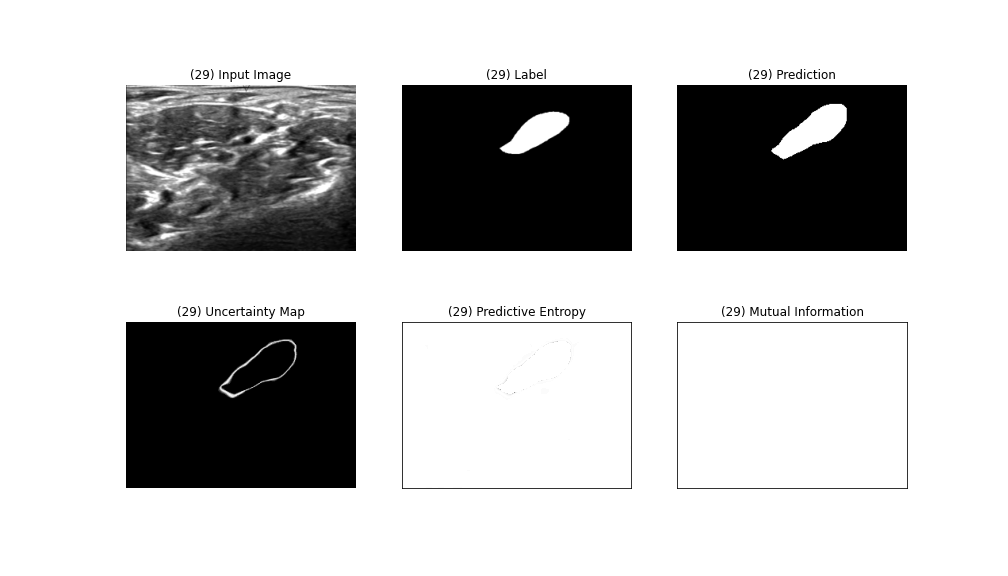 (29) Input Image
(29) Label
(29) Prediction
(29) Uncertainty Map
(29) Predictive Entropy
(29) Mutual Information